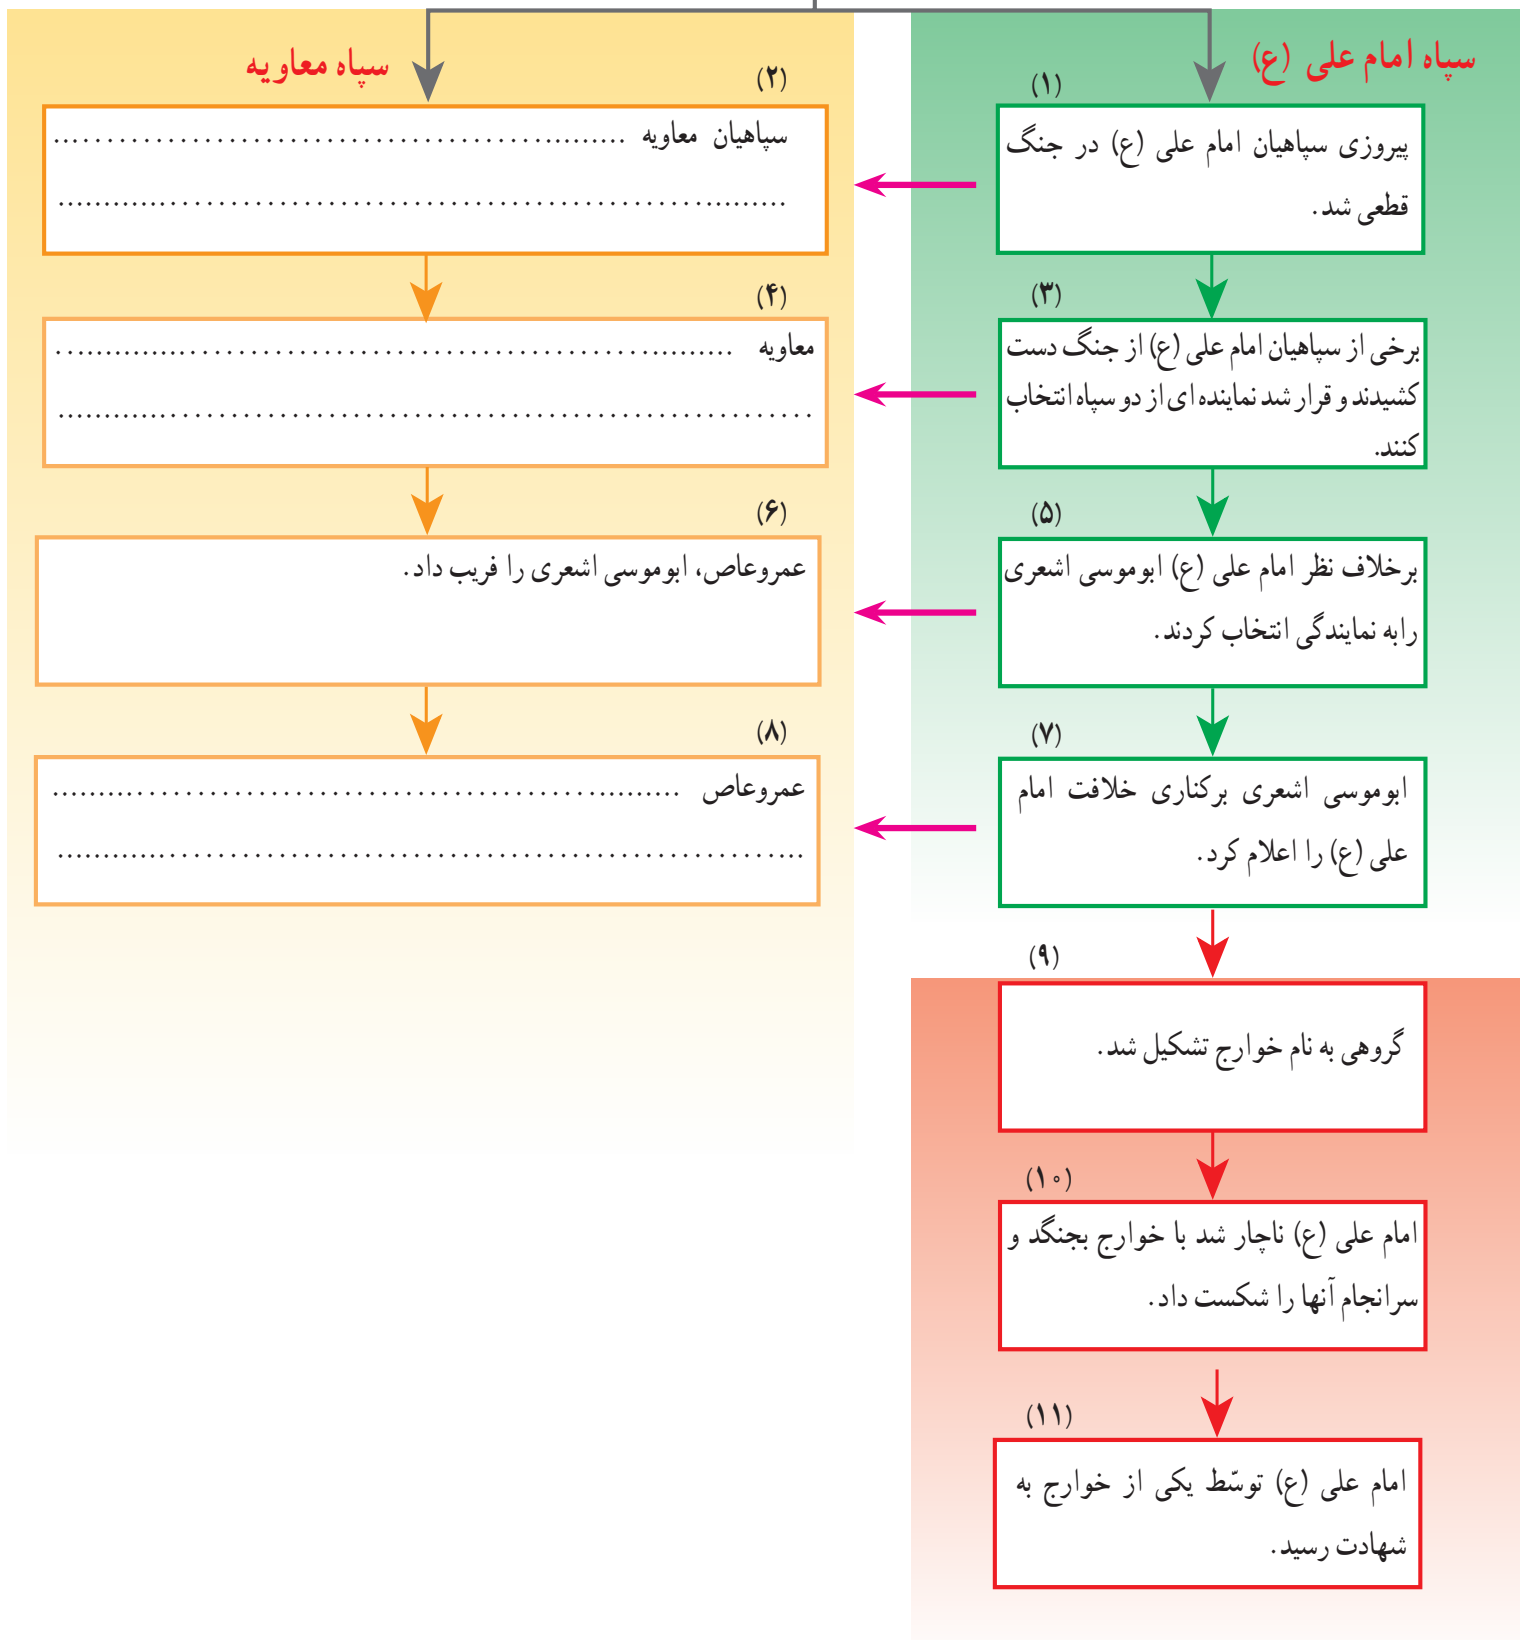 سپاه امام علی (ع)
(۱)
پیروزی سپاهیان امام علی (ع) در جنگ
قطعی شد.
سپاه معاویه
(۲)
سپاهیان معاویه ............................................................
............................................................
(۳)
برخی از سپاهیان امام علی (ع) از جنگ دست
کشیدند و قرار شد نماینده ای از دو سپاه انتخاب
کنند.
(۴)
معاویه ............................................................
............................................................
(۵)
برخلاف نظر امام علی (ع) ابوموسی اشعری
رابه نمایندگی انتخاب کردند.
(۶)
عمروعاص، ابوموسی اشعری را فریب داد.
(۷)
ابوموسی اشعری برکناری خلافت امام
علی (ع) را اعلام کرد.
(۸)
عمروعاص ............................................................
............................................................
(۹)
گروهی به نام خوارج تشکیل شد.
(۱۰)
امام علی (ع) ناچار شد با خوارج بجنگد و
سرانجام آنها را شکست داد.
(۱۱)
امام علی (ع) توسّط یکی از خوارج به
شهادت رسید.